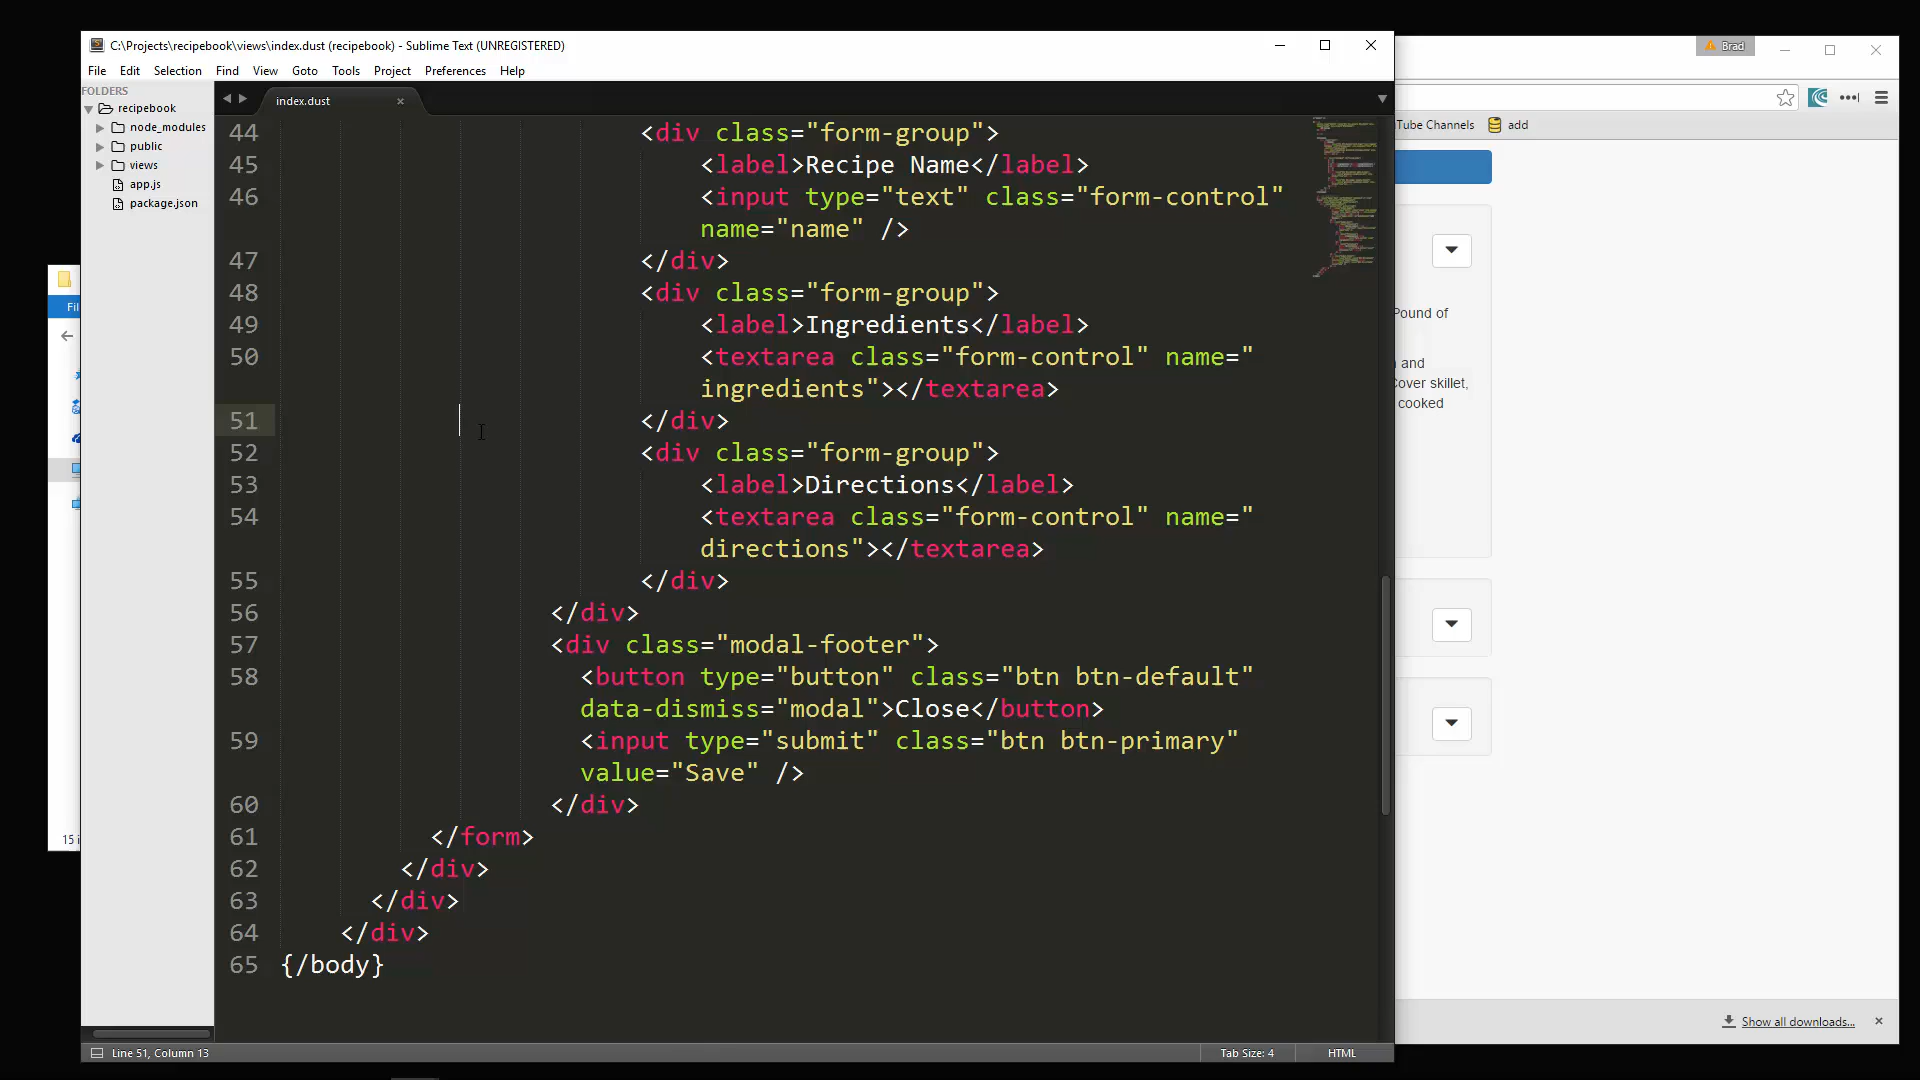 C:\Projects\recipebook\views\index.dust (recipebook) - Sublime Text (UNREGISTERED)
Brad
File Edit Selection Find View Goto Tools Project Preferences Help
FOLDERS
recipebook
node_modules
public
views
app.js
package.json
index.dust
Tube Channels
add
44 <div class="form-group">
45 <label>Recipe Name</label>
46 <input type="text" class="form-control"
name="name" />
47 </div>
48 <div class="form-group">
49 <label>Ingredients</label>
50 <textarea class="form-control" name="
ingredients"></textarea>
51 </div>
52 <div class="form-group">
53 <label>Directions</label>
54 <textarea class="form-control" name="
directions"></textarea>
55 </div>
56 </div>
57 <div class="modal-footer">
58 <button type="button" class="btn btn-default"
data-dismiss="modal">Close</button>
59 <input type="submit" class="btn btn-primary"
value="Save" />
60 </div>
61 </form>
62 </div>
63 </div>
64 </div>
65 {/body}
Pound of
and
Cover skillet,
cooked
Fil
15 i
Show all downloads...
Line 51, Column 13
Tab Size: 4
HTML